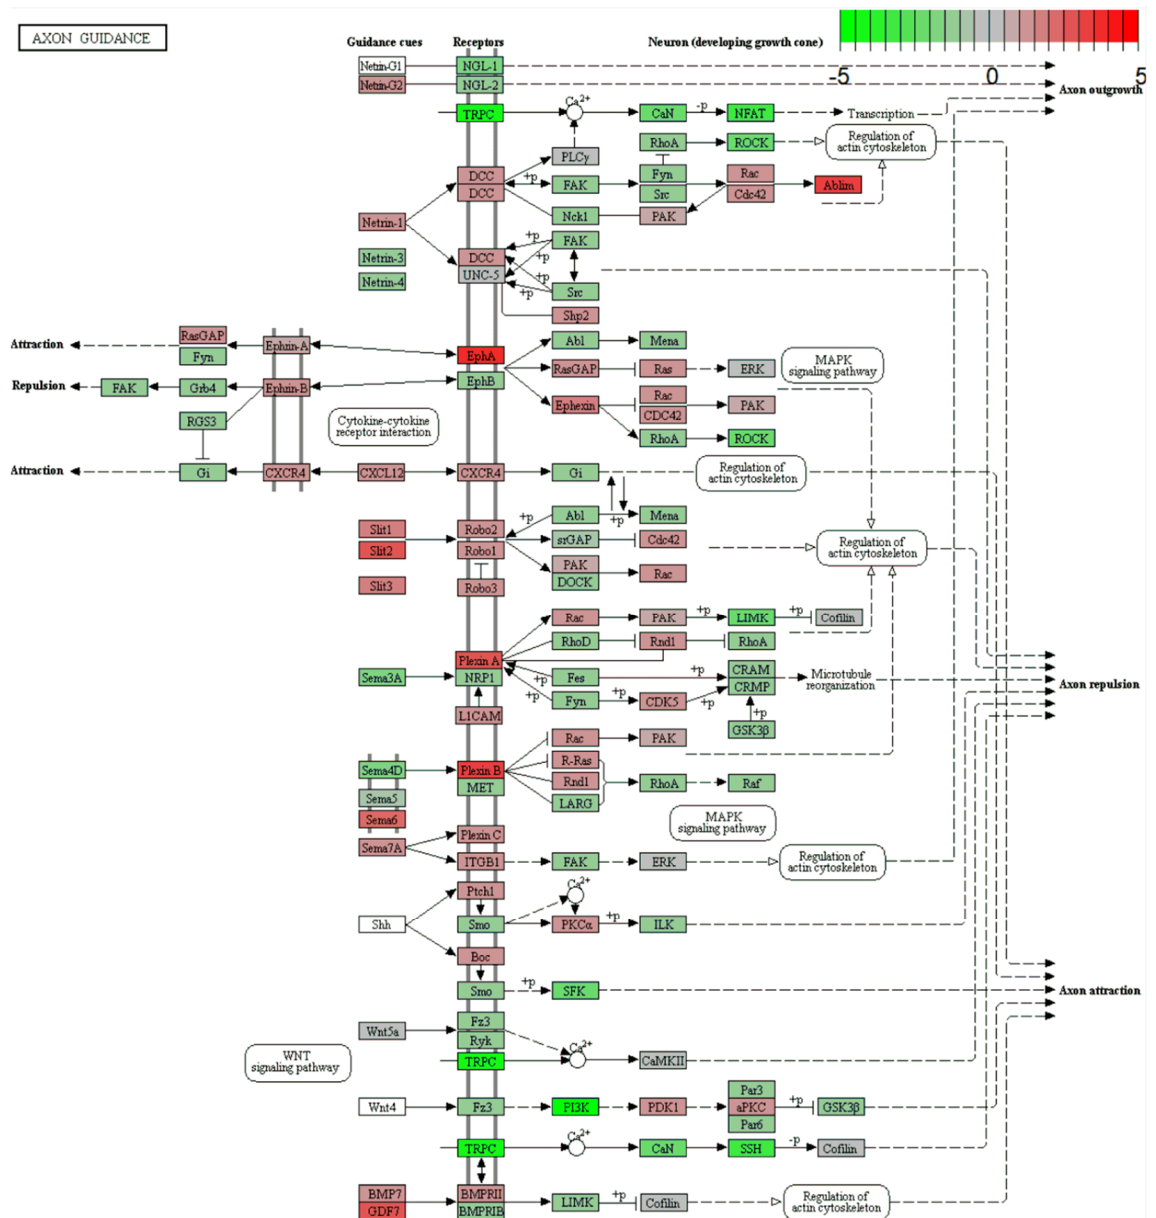 AXON GUIDANCE
Guidance cues
Receptors
Neuron (developing growth cone)
-5
0
5
Netrin-G1
NGL-1
Netrin-G2
NGL-2
Axon outgrowth
TRPC
Ca2+
CaN
-p
NFAT
Transcription
RhoA
ROCK
Regulation of
actin cytoskeleton
PLCγ
DCC
DCC
+p
FAK
Fyn
Src
Rac
Cdc42
Ablim
Nck1
PAK
Netrin-1
Netrin-3
Netrin-4
DCC
UNC-5
+p
+p
+p
+p
FAK
Src
Shp2
Attraction
RasGAP
Fyn
Ephrin-A
EphA
Abl
Mena
RasGAP
Ras
ERK
MAPK
signaling pathway
Repulsion
FAK
Grb4
Ephrin-B
EphB
Ephexin
Rac
CDC42
PAK
RGS3
Cytokine-cytokine
receptor interaction
RhoA
ROCK
Attraction
Gi
CXCR4
CXCL12
CXCR4
Gi
Regulation of
actin cytoskeleton
Slit1
Slit2
Slit3
Robo2
Robo1
Robo3
+p
Abl
+p
Mena
srGAP
Cdc42
PAK
DOCK
Rac
Regulation of
actin cytoskeleton
Rac
PAK
+p
LIMK
+p
Cofilin
RhoD
Rnd1
RhoA
Sema3A
Plexin A
NRP1
L1CAM
+p
Fes
+p
CRAM
CRMP
Microtubule
reorganization
Axon repulsion
+p
Fyn
+p
CDK5
+p
+p
GSK3β
Rac
PAK
Sema4D
Plexin B
MET
R-Ras
Rnd1
LARG
RhoA
Raf
Sema5
Sema6
MAPK
signaling pathway
Sema7A
Plexin C
ITGB1
FAK
ERK
Regulation of
actin cytoskeleton
Shh
Ptch1
Smo
Ca2+
PKCα
+p
ILK
Boc
Smo
+p
SFK
Axon attraction
Wnt5a
Fz3
Ryk
TRPC
Ca2+
CaMKII
WNT
signaling pathway
Wnt4
Fz3
PI3K
PDK1
Par3
aPKC
Par6
+p
GSK3β
TRPC
Ca2+
CaN
SSH
-p
Cofilin
BMP7
GDF7
BMPRII
BMPRIB
LIMK
+p
Cofilin
Regulation of
actin cytoskeleton